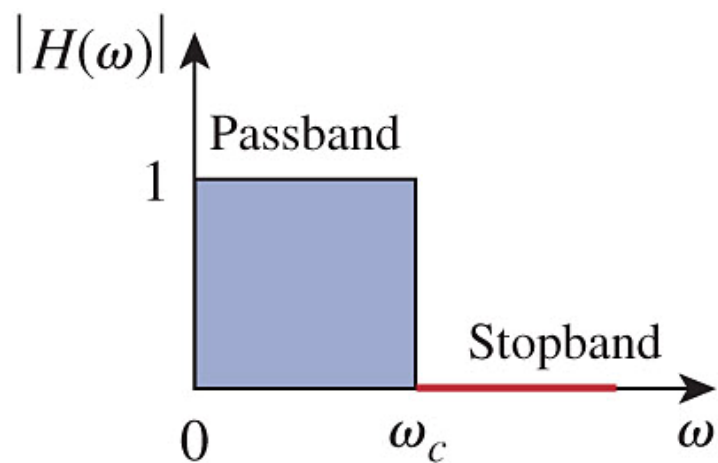 |H(ω)|
Passband
1
Stopband
0
ω_c
ω